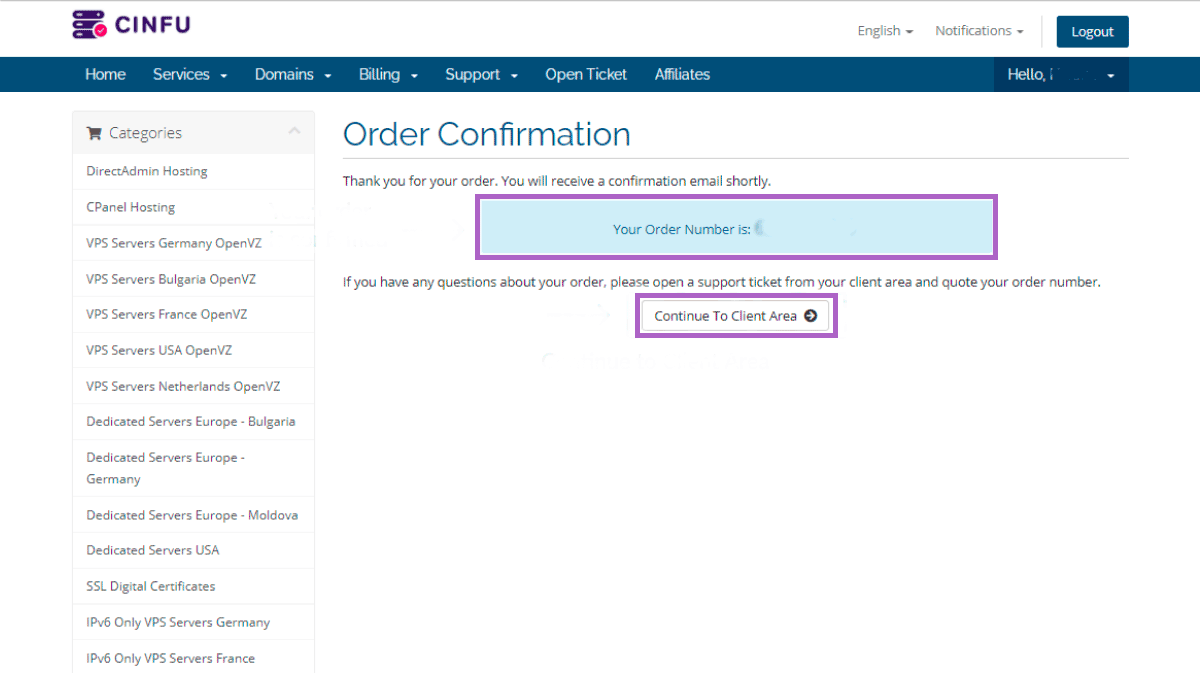 CINFU
English
Notifications
Logout
Home
Services
Domains
Billing
Support
Open Ticket
Affiliates
Hello,
Categories
DirectAdmin Hosting
CPanel Hosting
VPS Servers Germany OpenVZ
VPS Servers Bulgaria OpenVZ
VPS Servers France OpenVZ
VPS Servers USA OpenVZ
VPS Servers Netherlands OpenVZ
Dedicated Servers Europe - Bulgaria
Dedicated Servers Europe -
Germany
Dedicated Servers Europe - Moldova
Dedicated Servers USA
SSL Digital Certificates
IPv6 Only VPS Servers Germany
IPv6 Only VPS Servers France
Order Confirmation
Thank you for your order. You will receive a confirmation email shortly.
Your Order Number is:
If you have any questions about your order, please open a support ticket from your client area and quote your order number.
Continue To Client Area